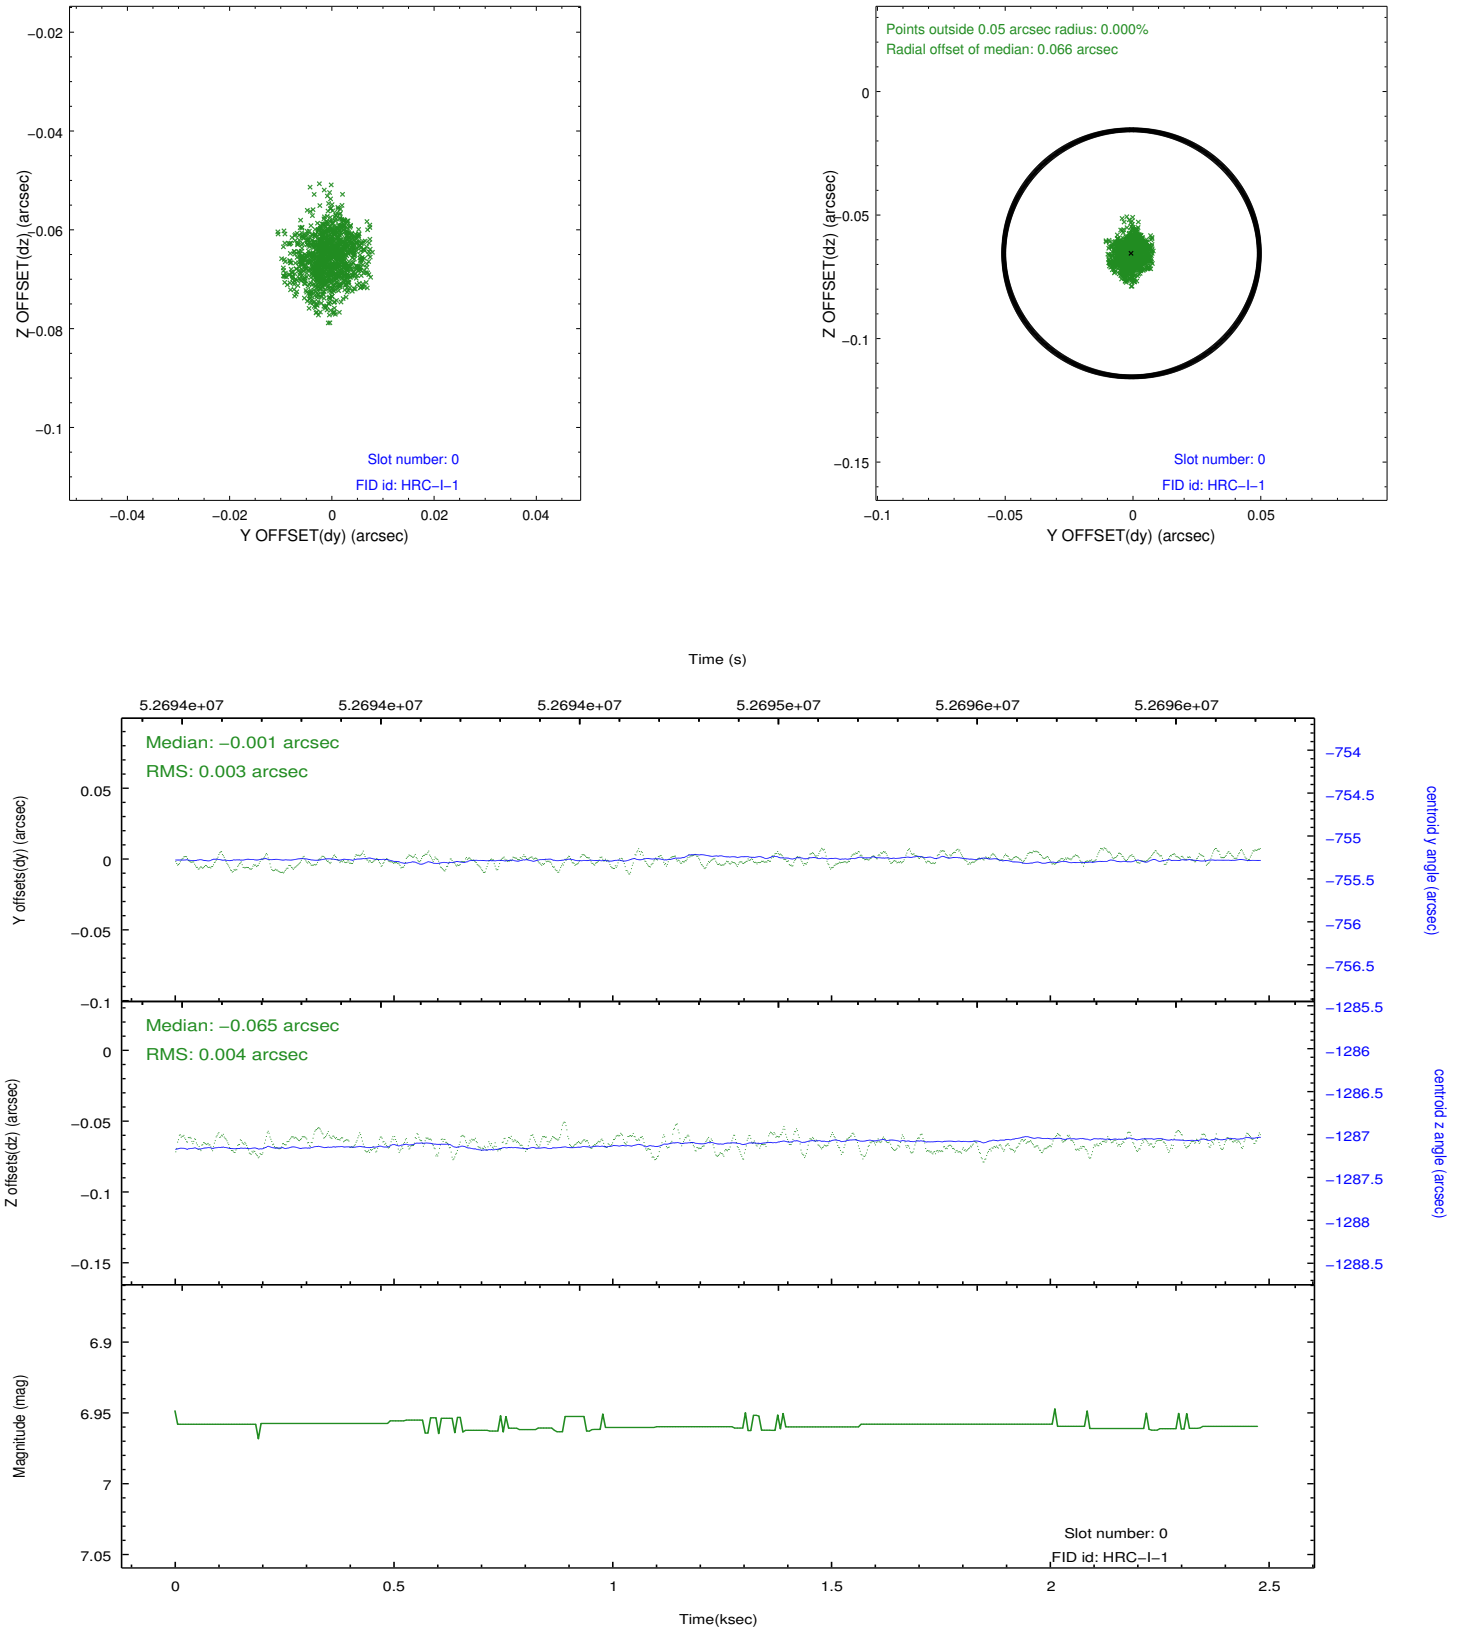 −0.02
−0.04
−0.06
−0.08
−0.1
Z OFFSET(dz) (arcsec)
Slot number: 0
FID id: HRC−I−1
−0.04 −0.02 0 0.02 0.04
Y OFFSET(dy) (arcsec)
Points outside 0.05 arcsec radius: 0.000%
Radial offset of median: 0.066 arcsec
0
−0.05
−0.1
−0.15
Z OFFSET(dz) (arcsec)
Slot number: 0
FID id: HRC−I−1
−0.1 −0.05 0 0.05
Y OFFSET(dy) (arcsec)
Time (s)
5.2694e+07 5.2694e+07 5.2694e+07 5.2695e+07 5.2696e+07 5.2696e+07
Median: −0.001 arcsec
RMS: 0.003 arcsec
0.05
0
−0.05
−0.1
Y offsets(dy) (arcsec)
−754
−754.5
−755
−755.5
−756
−756.5
centroid y angle (arcsec)
Median: −0.065 arcsec
RMS: 0.004 arcsec
0
−0.05
−0.1
−0.15
Z offsets(dz) (arcsec)
−1285.5
−1286
−1286.5
−1287
−1287.5
−1288
−1288.5
centroid z angle (arcsec)
6.9
6.95
7
7.05
Magnitude (mag)
Slot number: 0
FID id: HRC−I−1
0 0.5 1 1.5 2 2.5
Time(ksec)